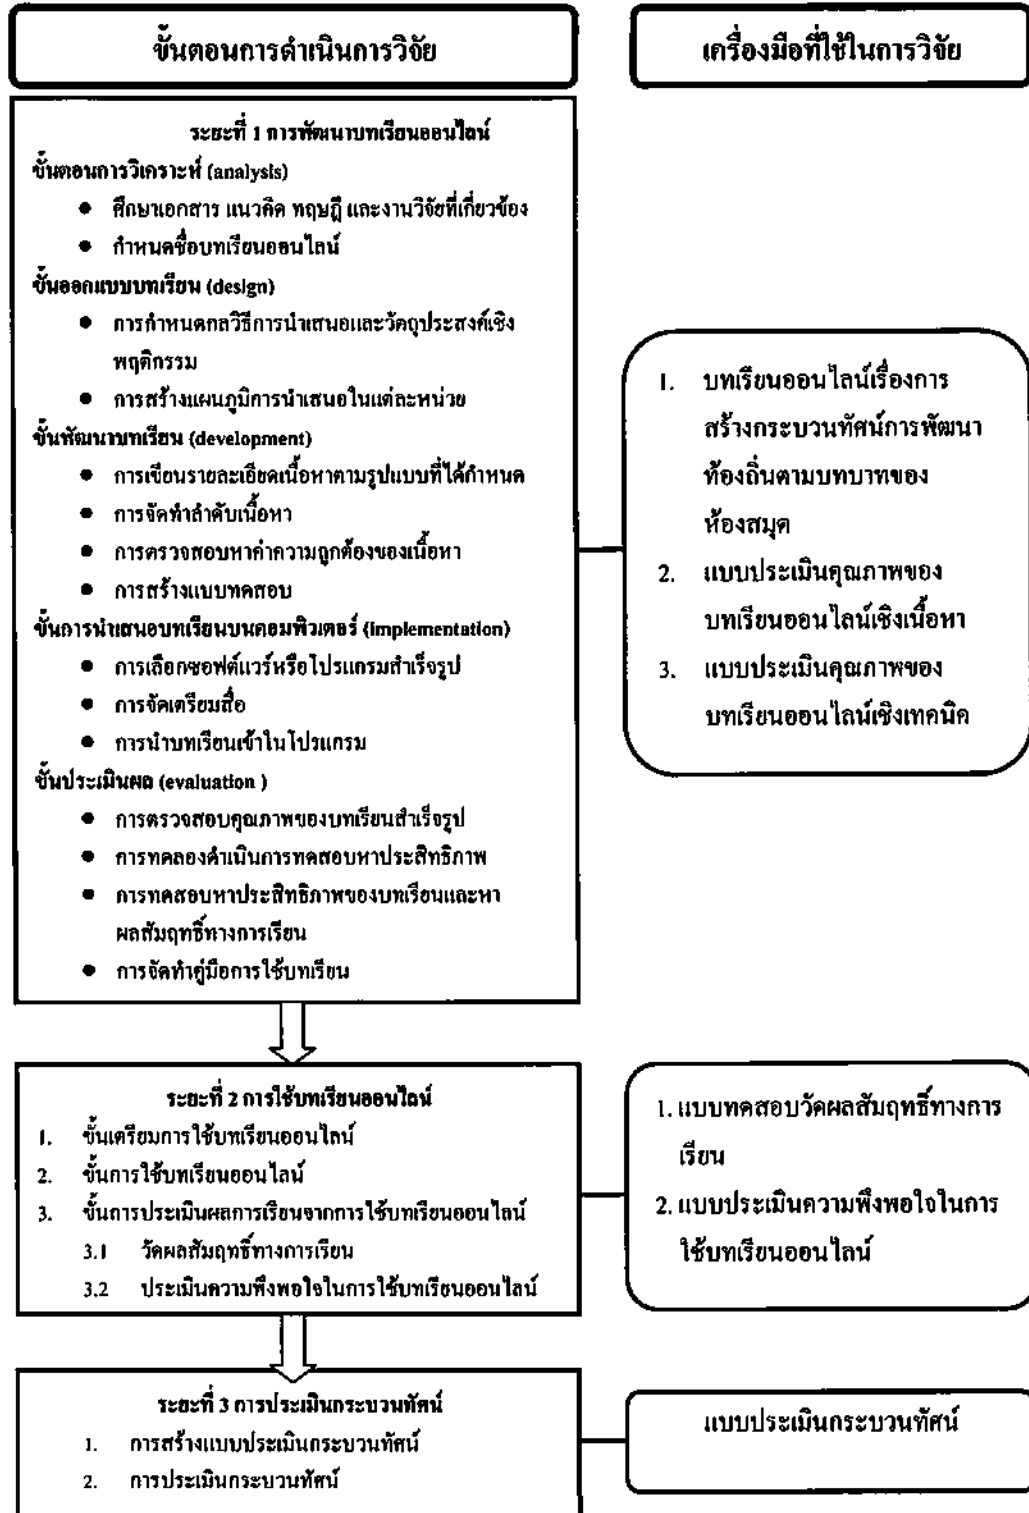 ขั้นตอนการดำเนินการวิจัย
เครื่องมือที่ใช้ในการวิจัย
ระยะที่ 1 การพัฒนาบทเรียนออนไลน์
ขั้นตอนการวิเคราะห์ (analysis)
● ศึกษาเอกสาร แนวคิด ทฤษฎี และงานวิจัยที่เกี่ยวข้อง
● กำหนดชื่อบทเรียนออนไลน์
ขั้นออกแบบบทเรียน (design)
● การกำหนดกลวิธีการนำเสนอและวัตถุประสงค์เชิง
พฤติกรรม
● การสร้างแผนภูมิการนำเสนอในแต่ละหน่วย
ขั้นพัฒนาบทเรียน (development)
● การเขียนรายละเอียดเนื้อหาตามรูปแบบที่ได้กำหนด
● การจัดทำลำดับเนื้อหา
● การตรวจสอบหาค่าความถูกต้องของเนื้อหา
● การสร้างแบบทดสอบ
ขั้นการนำเสนอบทเรียนบนคอมพิวเตอร์ (implementation)
● การเลือกซอฟต์แวร์หรือโปรแกรมสำเร็จรูป
● การจัดเตรียมสื่อ
● การนำบทเรียนเข้าในโปรแกรม
ขั้นประเมินผล (evaluation )
● การตรวจสอบคุณภาพของบทเรียนสำเร็จรูป
● การทดลองดำเนินการทดสอบหาประสิทธิภาพ
● การทดสอบหาประสิทธิภาพของบทเรียนและหา
ผลสัมฤทธิ์ทางการเรียน
● การจัดทำคู่มือการใช้บทเรียน
1. บทเรียนออนไลน์เรื่องการ
สร้างกระบวนทัศน์การพัฒนา
ท้องถิ่นตามบทบาทของ
ห้องสมุด
2. แบบประเมินคุณภาพของ
บทเรียนออนไลน์เชิงเนื้อหา
3. แบบประเมินคุณภาพของ
บทเรียนออนไลน์เชิงเทคนิค
ระยะที่ 2 การใช้บทเรียนออนไลน์
1. ขั้นเตรียมการใช้บทเรียนออนไลน์
2. ขั้นการใช้บทเรียนออนไลน์
3. ขั้นการประเมินผลการเรียนจากการใช้บทเรียนออนไลน์
3.1 วัดผลสัมฤทธิ์ทางการเรียน
3.2 ประเมินความพึงพอใจในการใช้บทเรียนออนไลน์
1. แบบทดสอบวัดผลสัมฤทธิ์ทางการ
เรียน
2. แบบประเมินความพึงพอใจในการ
ใช้บทเรียนออนไลน์
ระยะที่ 3 การประเมินกระบวนทัศน์
1. การสร้างแบบประเมินกระบวนทัศน์
2. การประเมินกระบวนทัศน์
แบบประเมินกระบวนทัศน์